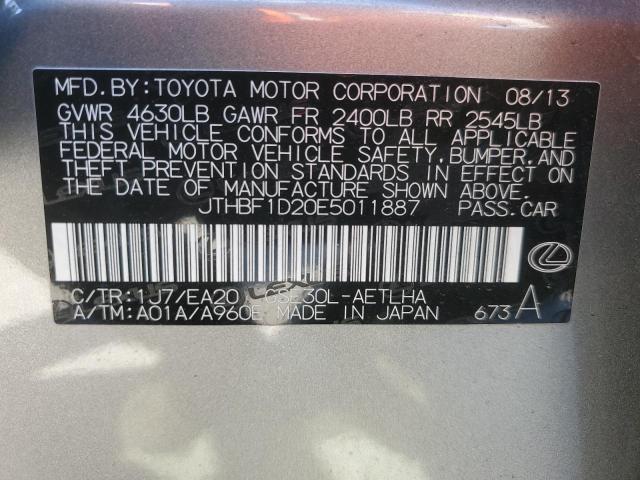 MFD.BY:TOYOTA MOTOR CORPORATION 08/13
GVWR 4630LB GAWR FR 2400LB RR 2545LB
THIS VEHICLE CONFORMS TO ALL APPLICABLE
FEDERAL MOTOR VEHICLE SAFETY,BUMPER,AND
THEFT PREVENTION STANDARDS IN EFFECT ON
THE DATE OF MANUFACTURE SHOWN ABOVE.
JTHBF1D20E5011887 PASS.CAR
C/TR:1J7/EA20 GSE30L-AETLHA
A/TM:A01A/A960E MADE IN JAPAN 673A